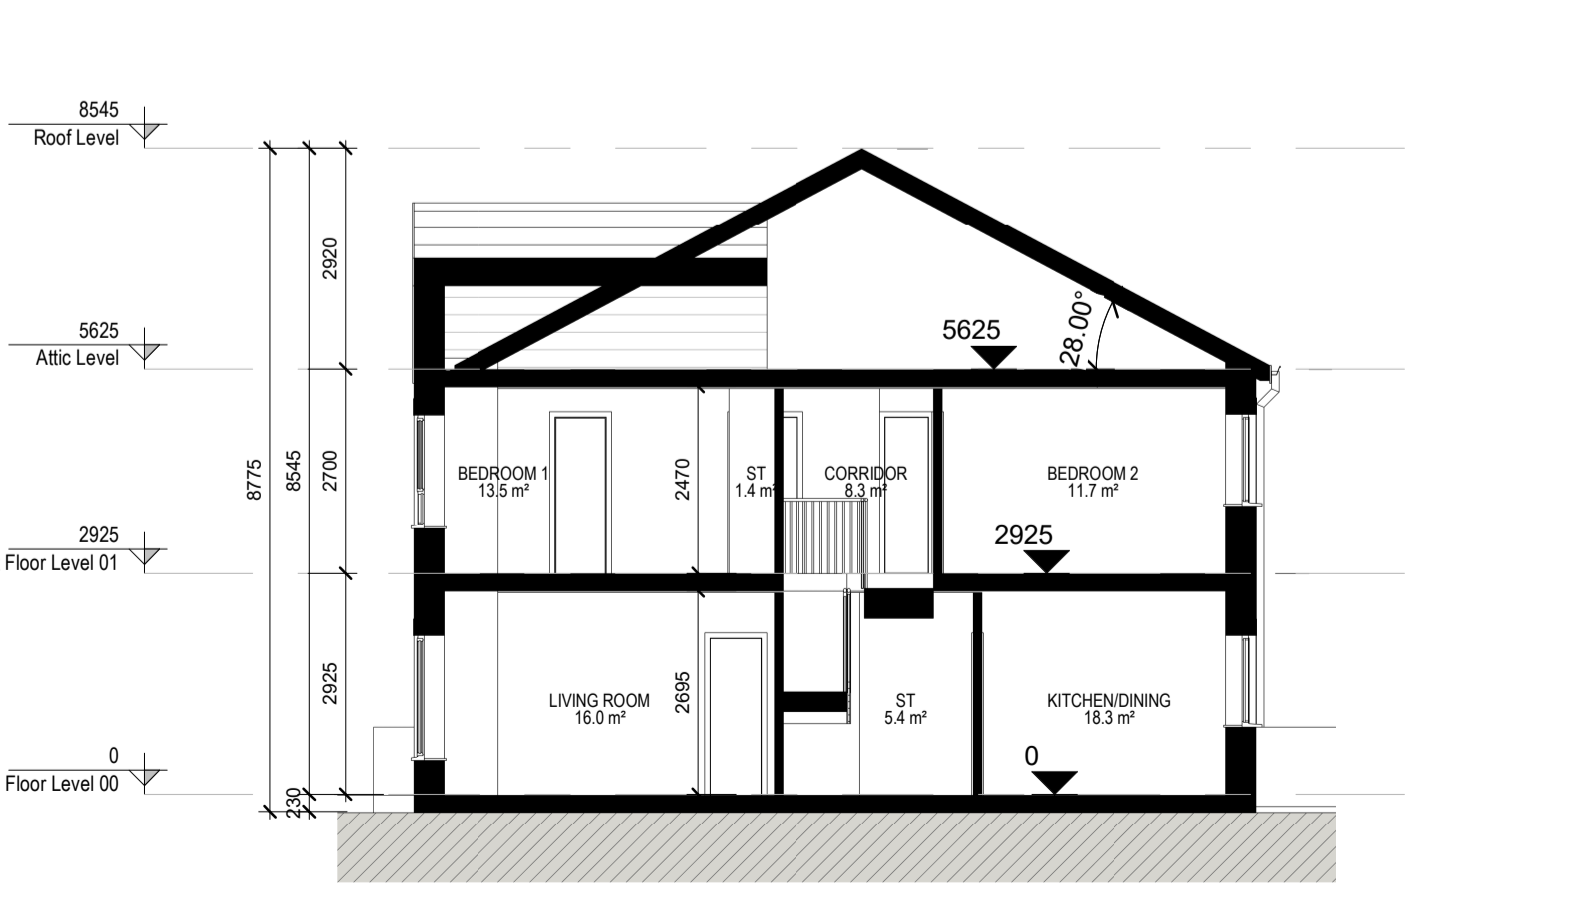 8545
Roof Level
2920
5625
Attic Level
5625
28.00°
8775
8545
2700
BEDROOM 1
13.5 m²
2470
ST
1.4 m²
CORRIDOR
8.3 m²
BEDROOM 2
11.7 m²
2925
Floor Level 01
2925
2925
LIVING ROOM
16.0 m²
2695
ST
5.4 m²
KITCHEN/DINING
18.3 m²
0
Floor Level 00
0
230